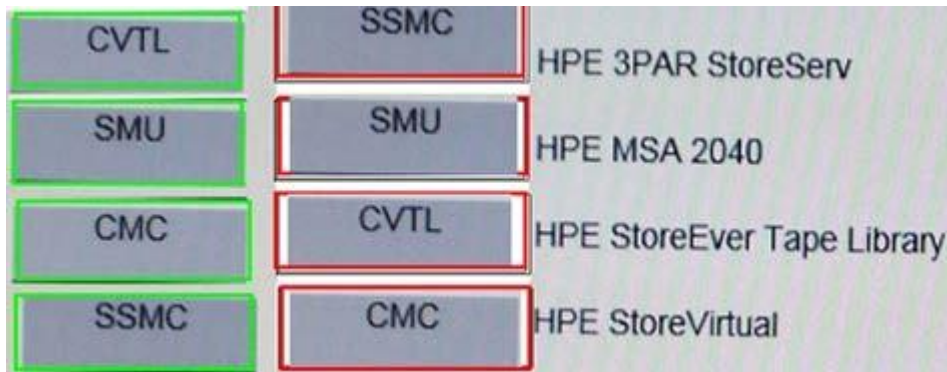 CVTL SSMC HPE 3PAR StoreServ
SMU SMU HPE MSA 2040
CMC CVTL HPE StoreEver Tape Library
SSMC CMC HPE StoreVirtual